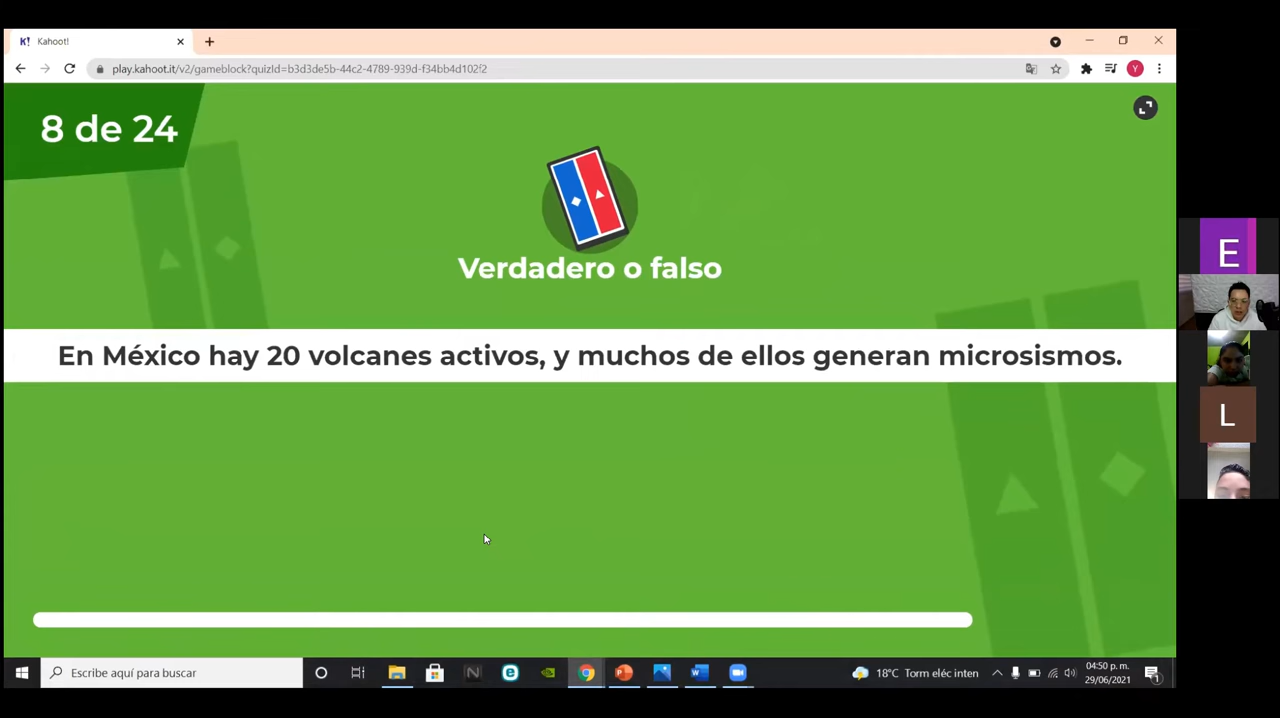 Kahoot!
play.kahoot.it/v2/gameblock?quizId=b3d3de5b-44c2-4789-939d-f34bb4d102f2
Y
8 de 24
Verdadero o falso
En México hay 20 volcanes activos, y muchos de ellos generan microsismos.
E
L
Escribe aquí para buscar
18°C Torm eléc inten
04:50 p. m.
29/06/2021
1